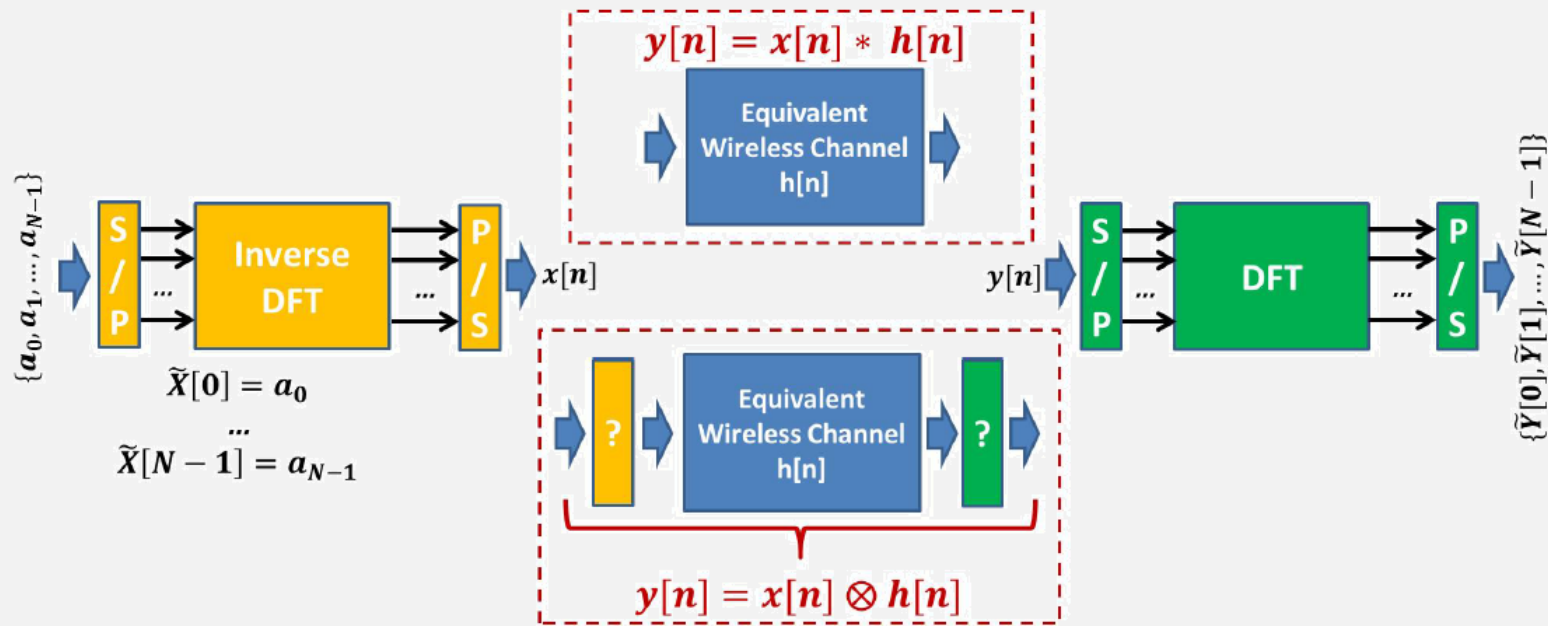 {a₀, a₁, ..., a_{N−1}}
S
/
P
...
Inverse
DFT
...
P
/
S
x[n]
X̃[0] = a₀
...
X̃[N − 1] = a_{N−1}
y[n] = x[n] ∗ h[n]
Equivalent
Wireless Channel
h[n]
?
Equivalent
Wireless Channel
h[n]
?
y[n] = x[n] ⊗ h[n]
y[n]
S
/
P
...
DFT
...
P
/
S
{Ỹ[0], Ỹ[1], ..., Ỹ[N − 1]}